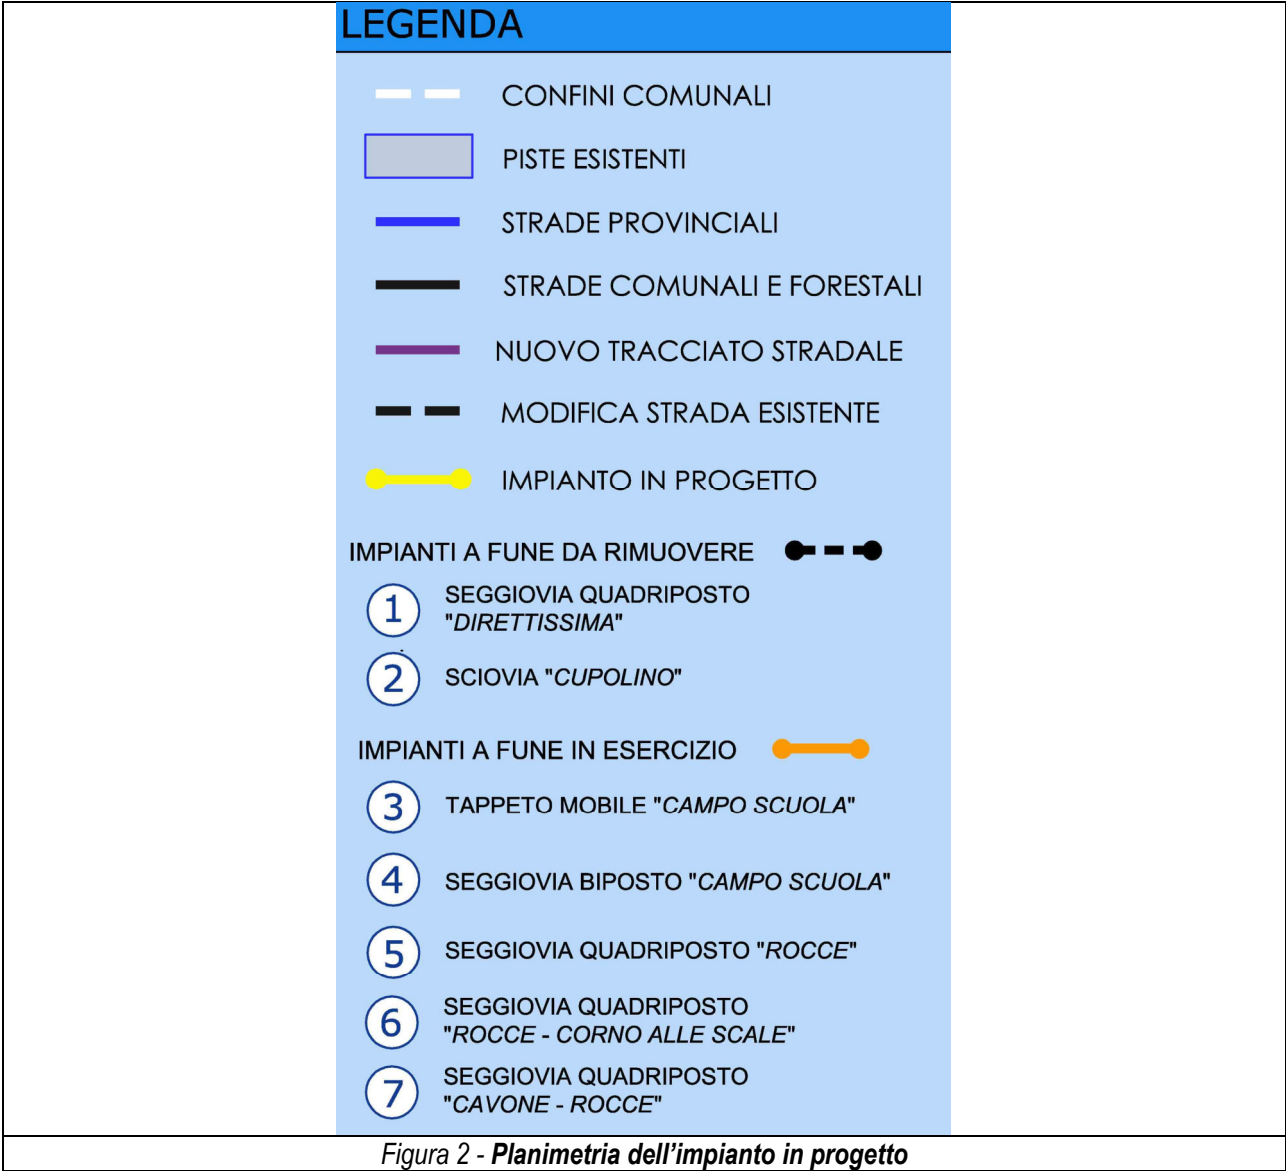 LEGENDA
CONFINI COMUNALI
PISTE ESISTENTI
STRADE PROVINCIALI
STRADE COMUNALI E FORESTALI
NUOVO TRACCIATO STRADALE
MODIFICA STRADA ESISTENTE
IMPIANTO IN PROGETTO
IMPIANTI A FUNE DA RIMUOVERE
1 SEGGIOVIA QUADRIPOSTO
"DIRETTISSIMA"
2 SCIOVIA "CUPOLINO"
IMPIANTI A FUNE IN ESERCIZIO
3 TAPPETO MOBILE "CAMPO SCUOLA"
4 SEGGIOVIA BIPOSTO "CAMPO SCUOLA"
5 SEGGIOVIA QUADRIPOSTO "ROCCE"
6 SEGGIOVIA QUADRIPOSTO
"ROCCE - CORNO ALLE SCALE"
7 SEGGIOVIA QUADRIPOSTO
"CAVONE - ROCCE"
Figura 2 - Planimetria dell'impianto in progetto